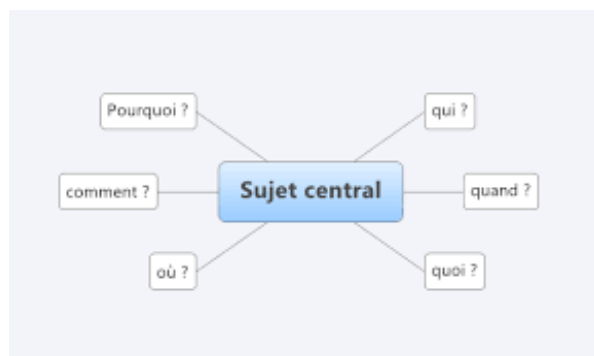 Pourquoi ?
qui ?
comment ?
Sujet central
quand ?
où ?
quoi ?